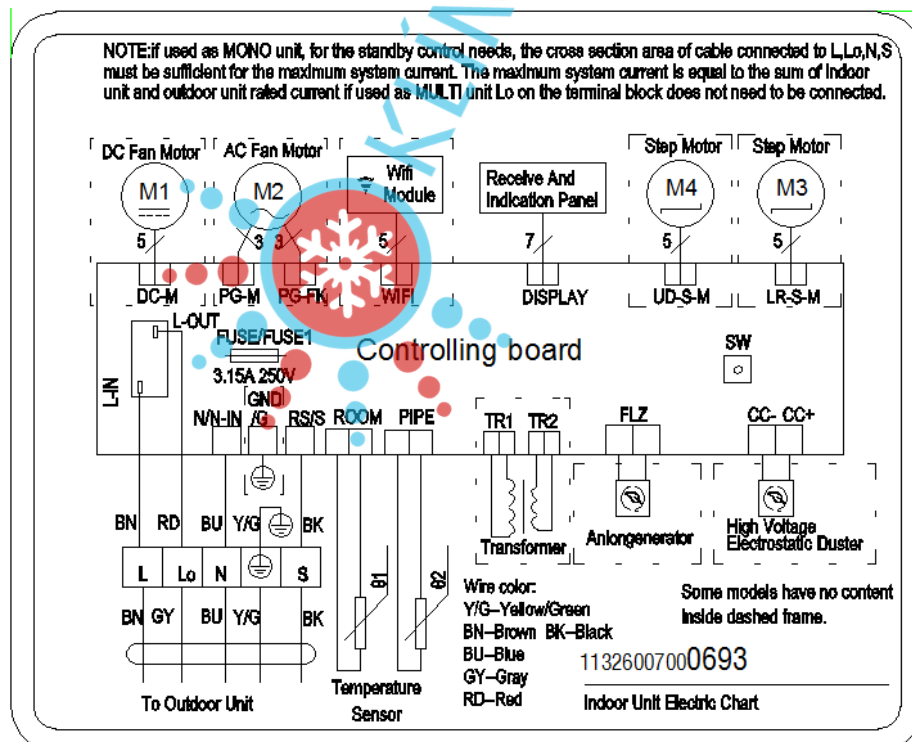 NOTE:if used as MONO unit, for the standby control needs, the cross section area of cable connected to L,Lo,N,S
must be sufficient for the maximum system current. The maximum system current is equal to the sum of indoor
unit and outdoor unit rated current if used as MULTI unit Lo on the terminal block does not need to be connected.
KLİN
DC Fan Motor AC Fan Motor Step Motor Step Motor
M1 M2 Wifi
Module
Receive And
Indication Panel
M4 M3
5 3 3 5 7 5 5
DC-M PG-M PG-FK WIFI DISPLAY UD-S-M LR-S-M
L-OUT
L-IN
FUSE/FUSE1
3.15A 250V
Controlling board
SW
GND
N/N-IN /G RS/S ROOM PIPE TR1 TR2 FLZ CC- CC+
BN RD BU Y/G BK
Transformer
Aniongenerator
High Voltage
Electrostatic Duster
L Lo N S
θ1 θ2
BN GY BU Y/G BK
To Outdoor Unit
Temperature
Sensor
Wire color:
Y/G–Yellow/Green
BN–Brown BK–Black
BU–Blue
GY–Gray
RD–Red
Some models have no content
inside dashed frame.
11326007000693
Indoor Unit Electric Chart